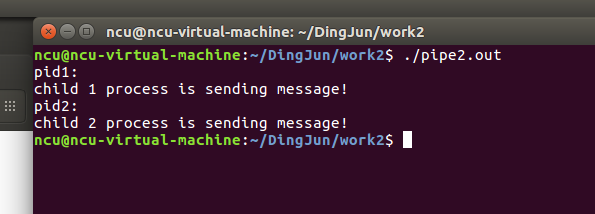 ncu@ncu-virtual-machine: ~/DingJun/work2
ncu@ncu-virtual-machine:~/DingJun/work2$ ./pipe2.out
pid1:
child 1 process is sending message!
pid2:
child 2 process is sending message!
ncu@ncu-virtual-machine:~/DingJun/work2$